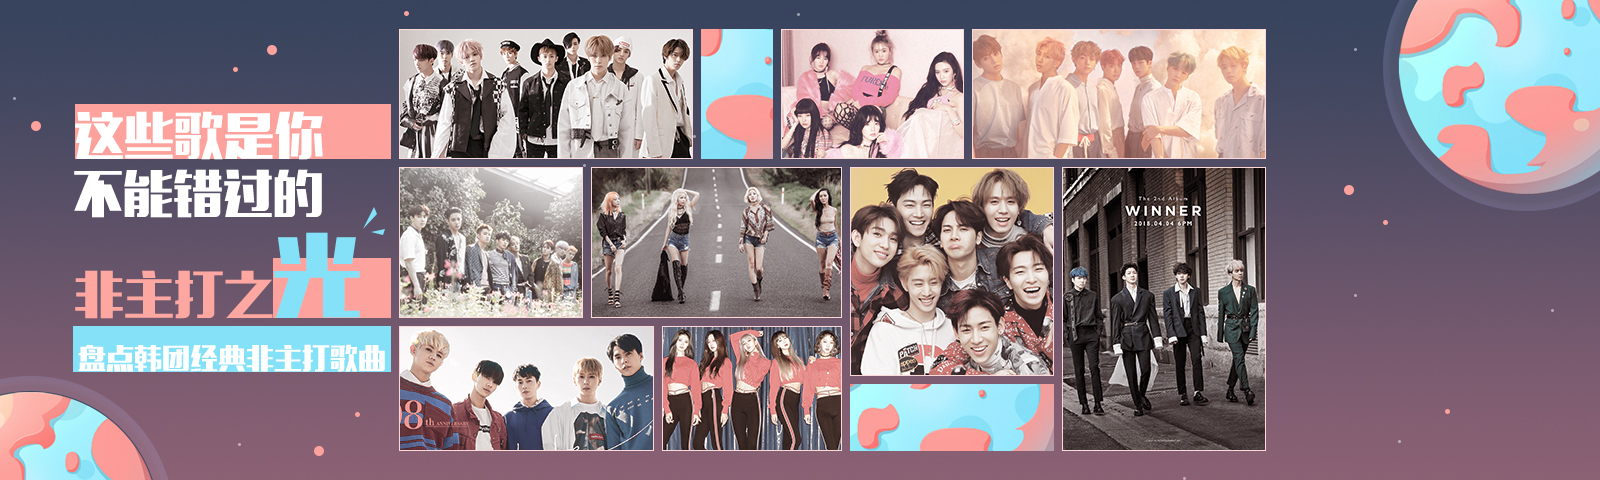 这些歌是你
不能错过的
非主打之光
盘点韩团经典非主打歌曲
The 2nd Album
WINNER
2018.04.04 6PM
8th ANNIVERSARY